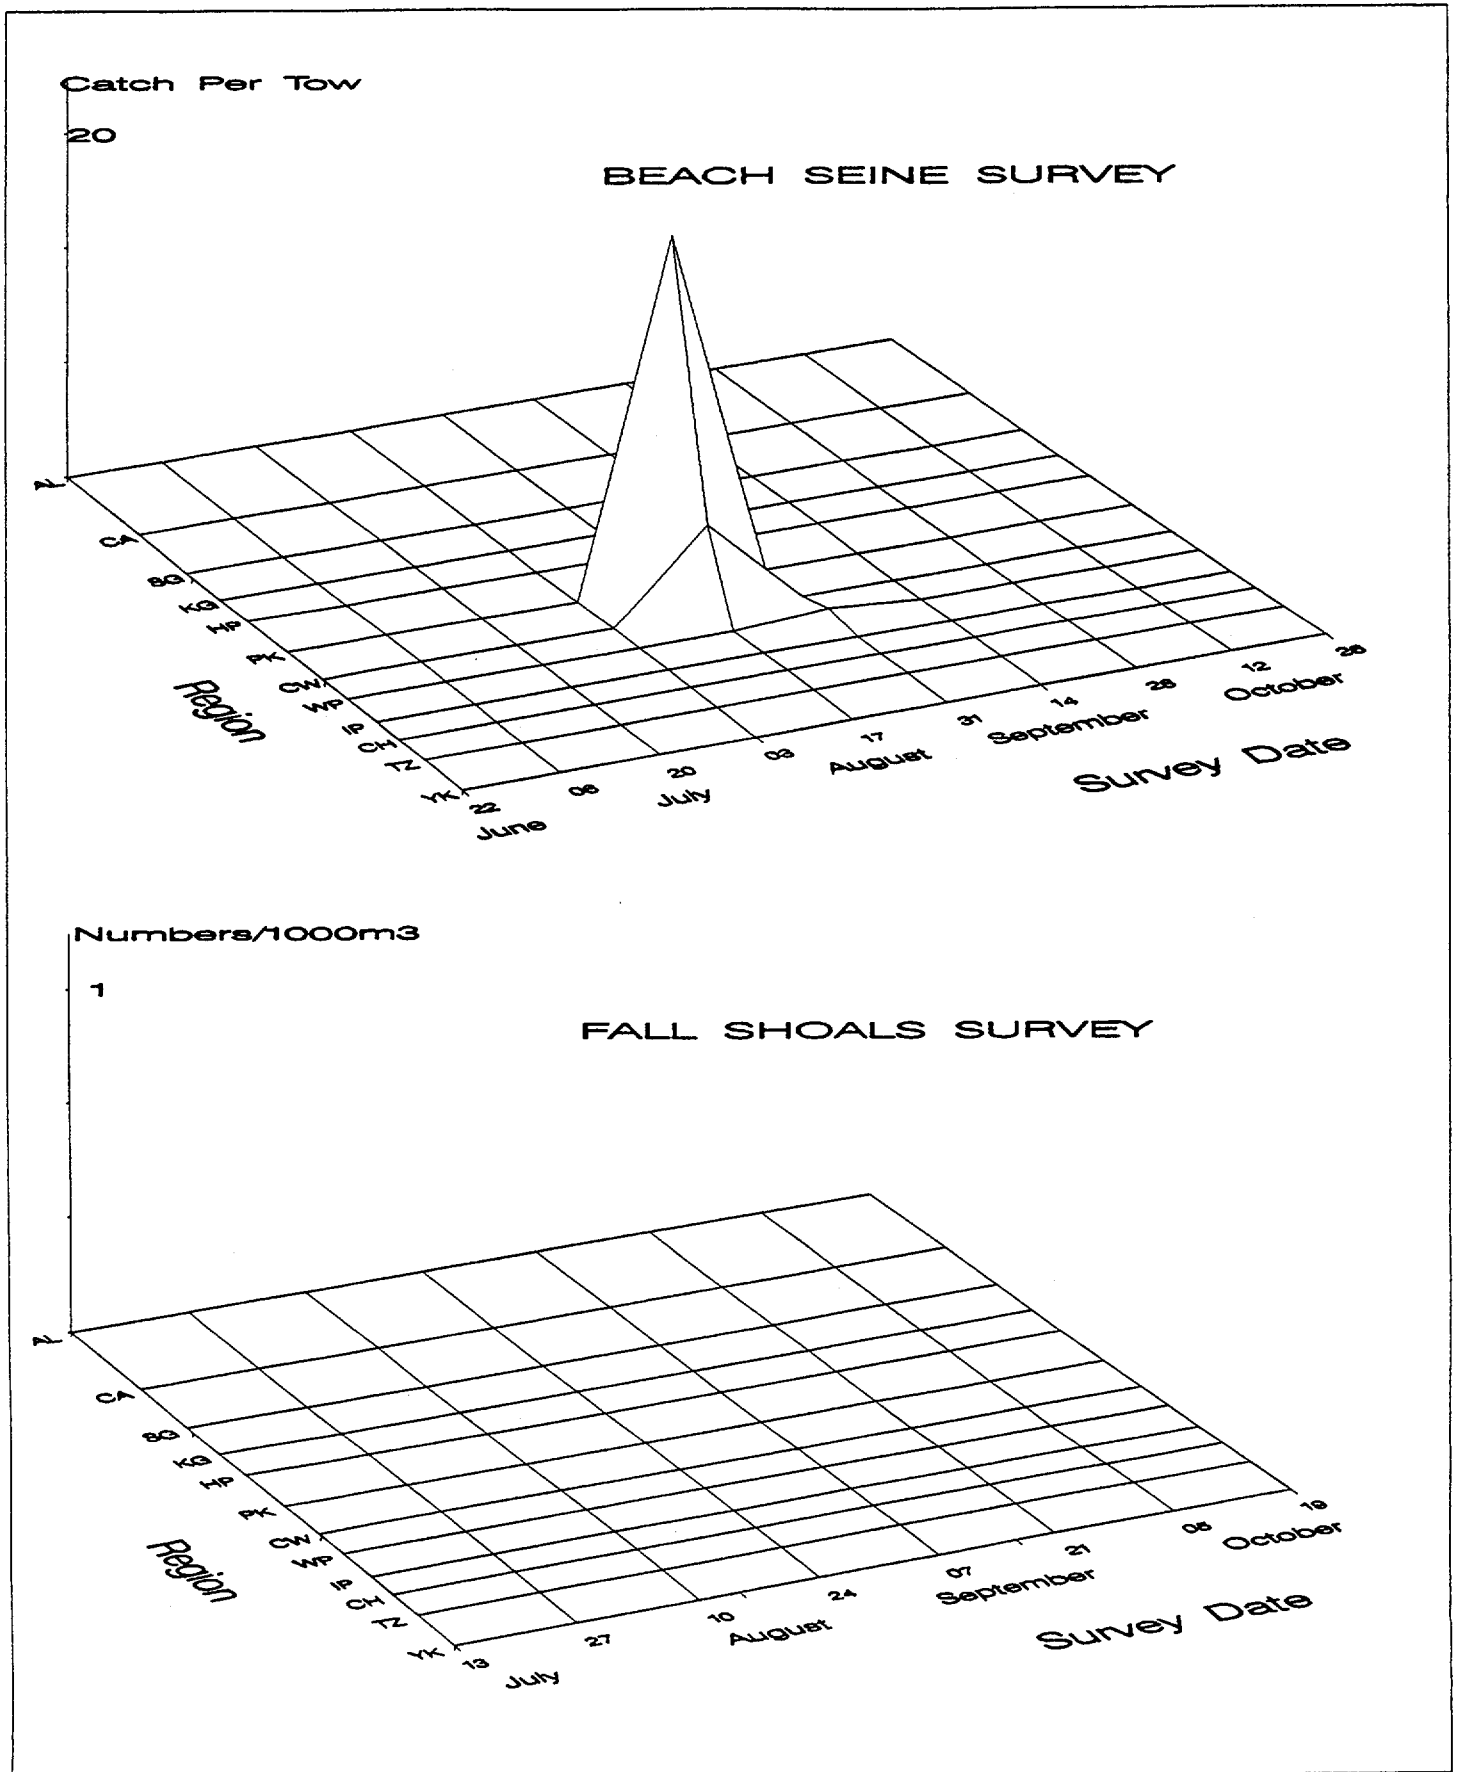 Catch Per Tow
20
BEACH SEINE SURVEY
AL
CA
SG
KG
HP
PK
CW
WP
IP
CH
TZ
YK
Region
22 06 20 03 17 31 14 28 12 26
June July August September October
Survey Date
Numbers/1000m3
1
FALL SHOALS SURVEY
AL
CA
SG
KG
HP
PK
CW
WP
IP
CH
TZ
YK
Region
13 27 10 24 07 21 05 19
July August September October
Survey Date